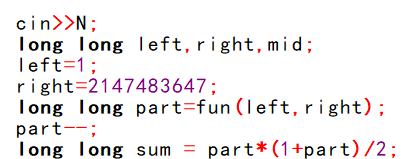 cin>>N;
long long left,right,mid;
left=1;
right=2147483647;
long long part=fun(left,right);
part--;
long long sum = part*(1+part)/2;